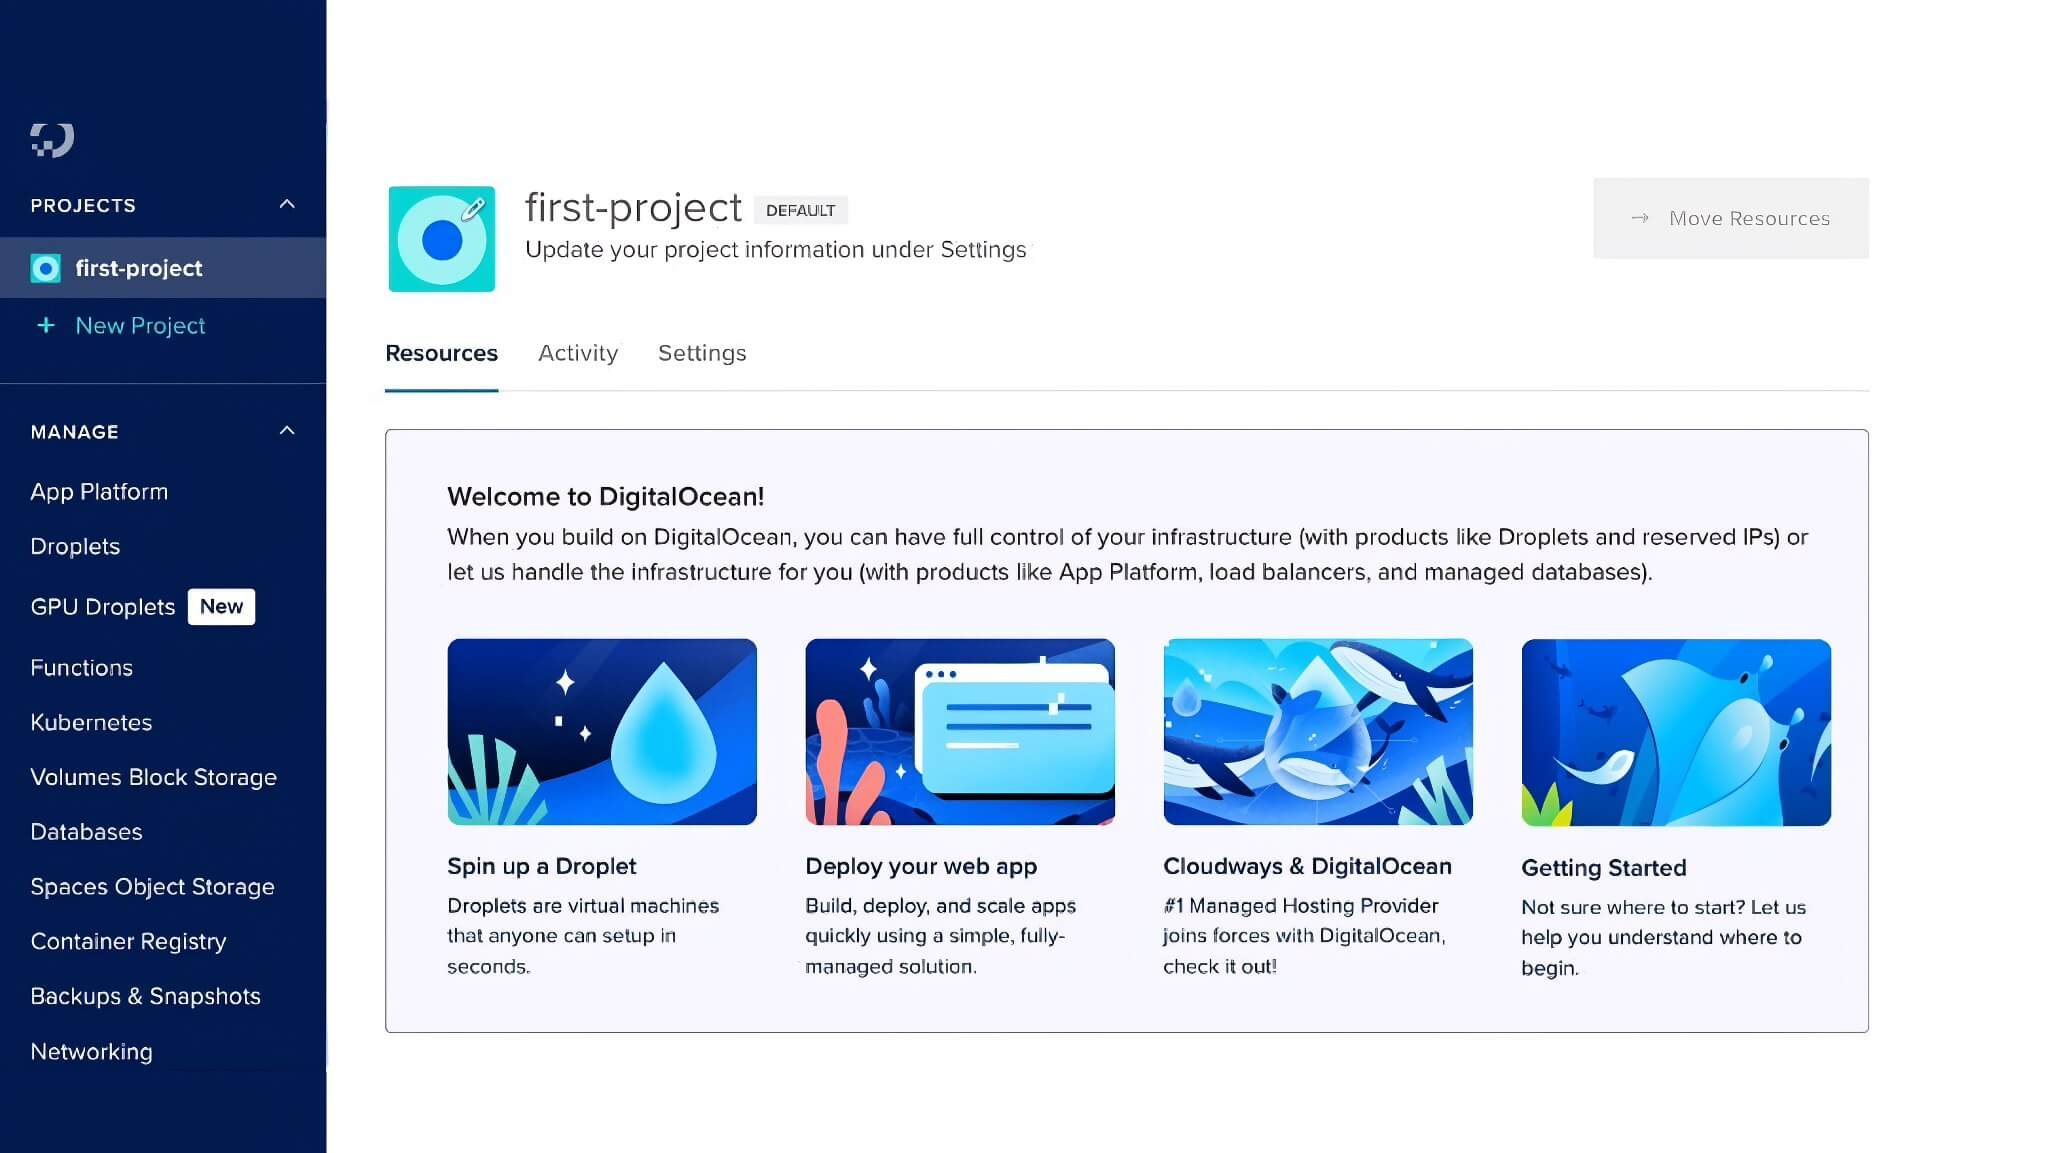 PROJECTS
first-project
+ New Project
MANAGE
App Platform
Droplets
GPU Droplets New
Functions
Kubernetes
Volumes Block Storage
Databases
Spaces Object Storage
Container Registry
Backups & Snapshots
Networking
first-project DEFAULT
Update your project information under Settings
→ Move Resources
Resources Activity Settings
Welcome to DigitalOcean!
When you build on DigitalOcean, you can have full control of your infrastructure (with products like Droplets and reserved IPs) or
let us handle the infrastructure for you (with products like App Platform, load balancers, and managed databases).
Spin up a Droplet
Droplets are virtual machines
that anyone can setup in
seconds.
Deploy your web app
Build, deploy, and scale apps
quickly using a simple, fully-
managed solution.
Cloudways & DigitalOcean
#1 Managed Hosting Provider
joins forces with DigitalOcean,
check it out!
Getting Started
Not sure where to start? Let us
help you understand where to
begin.